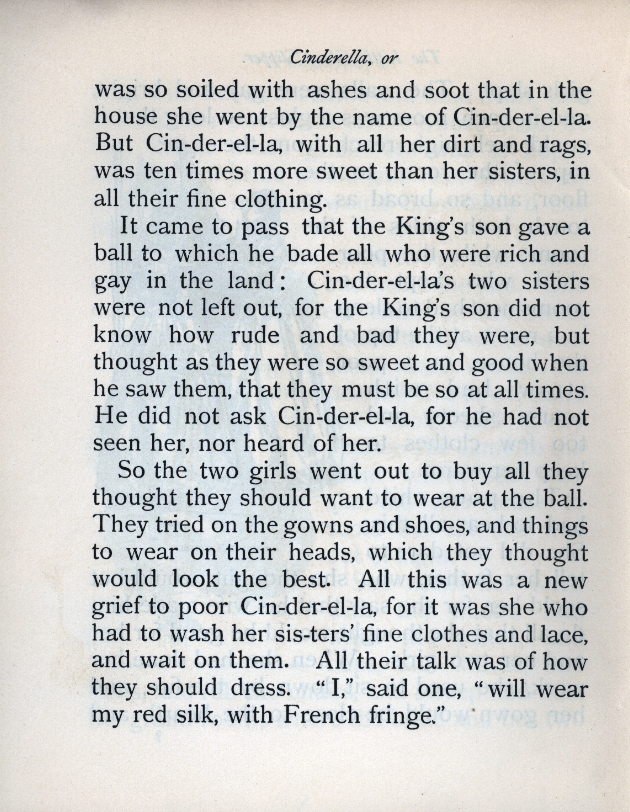 Cinderella, or
was so soiled with ashes and soot that in the
house she went by the name of Cin-der-el-la.
But Cin-der-el-la, with all her dirt and rags,
was ten times more sweet than her sisters, in
all their fine clothing.
It came to pass that the King's son gave a
ball to which he bade all who were rich and
gay in the land: Cin-der-el-la's two sisters
were not left out, for the King's son did not
know how rude and bad they were, but
thought as they were so sweet and good when
he saw them, that they must be so at all times.
He did not ask Cin-der-el-la, for he had not
seen her, nor heard of her.
So the two girls went out to buy all they
thought they should want to wear at the ball.
They tried on the gowns and shoes, and things
to wear on their heads, which they thought
would look the best. All this was a new
grief to poor Cin-der-el-la, for it was she who
had to wash her sis-ters' fine clothes and lace,
and wait on them. All their talk was of how
they should dress. "I," said one, "will wear
my red silk, with French fringe."